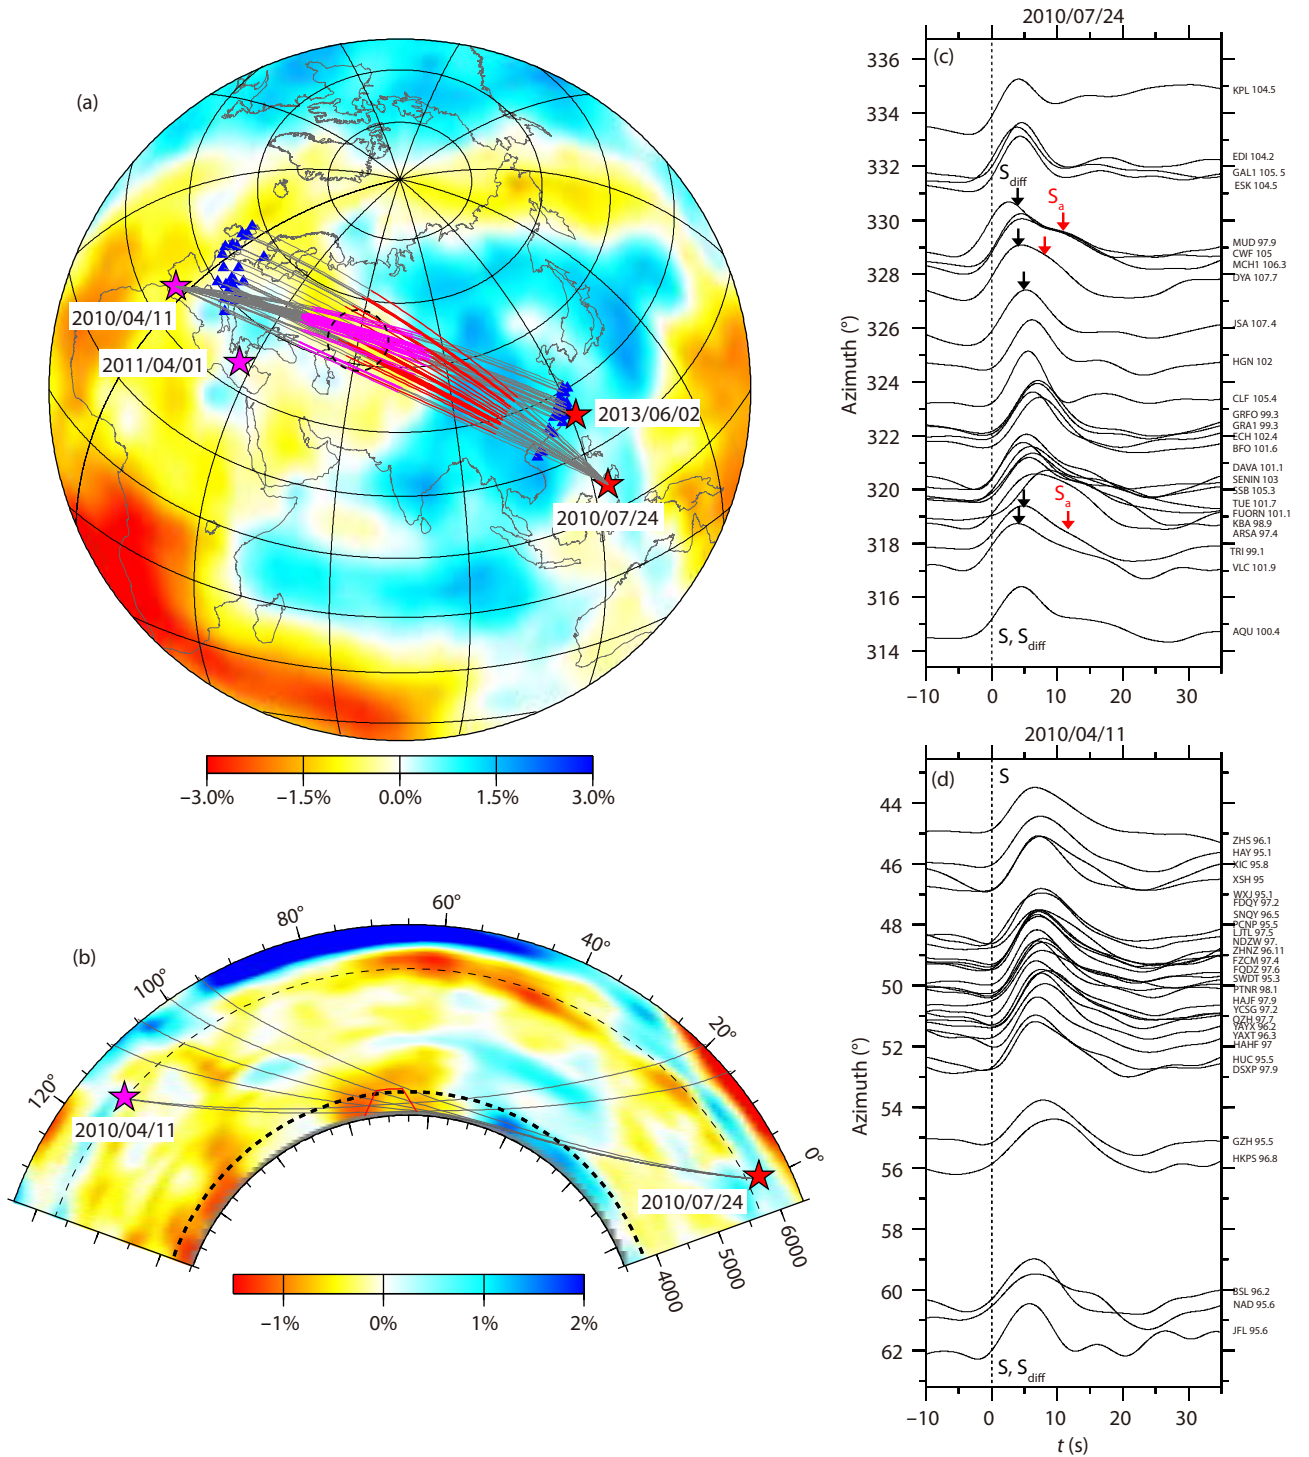 (a)
2010/04/11
2011/04/01
2013/06/02
2010/07/24
−3.0%
−1.5%
0.0%
1.5%
3.0%
(b)
120°
100°
80°
60°
40°
20°
0°
2010/04/11
2010/07/24
4000
5000
6000
−1%
0%
1%
2%
2010/07/24
(c)
Azimuth (°)
336
334
332
330
328
326
324
322
320
318
316
314
S_diff
S_a
S_a
S, S_diff
KPL 104.5
EDI 104.2
GAL1 105.5
ESK 104.5
MUD 97.9
CWF 105
MCH1 106.3
DYA 107.7
JSA 107.4
HGN 102
CLF 105.4
GRFO 99.3
GRA1 99.3
ECH 102.4
BFO 101.6
DAVA 101.1
SENIN 103
SSB 105.3
TUE 101.7
FUORN 101.1
KBA 98.9
ARSA 97.4
TRI 99.1
VLC 101.9
AQU 100.4
−10
0
10
20
30
2010/04/11
(d)
S
Azimuth (°)
44
46
48
50
52
54
56
58
60
62
ZHS 96.1
HAY 95.1
XIC 95.8
XSH 95
WXJ 95.1
FDQY 97.2
SNQY 96.5
PCNP 95.5
LJTL 97.5
NDZW 97.
ZHNZ 96.11
FZCM 97.4
FQDZ 97.6
SWDT 95.3
PTNR 98.1
HAJF 97.9
YCSG 97.2
QZH 97.7
YAYX 96.2
YAXT 96.3
HAHF 97
HUC 95.5
DSXP 97.9
GZH 95.5
HKPS 96.8
BSL 96.2
NAD 95.6
JFL 95.6
S, S_diff
−10
0
10
20
30
t (s)